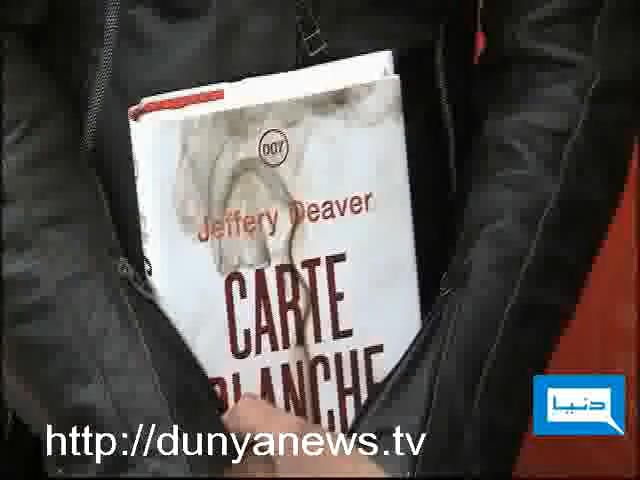 007
Jeffery Deaver
CARTE
BLANCHE
دنیا
http://dunyanews.tv